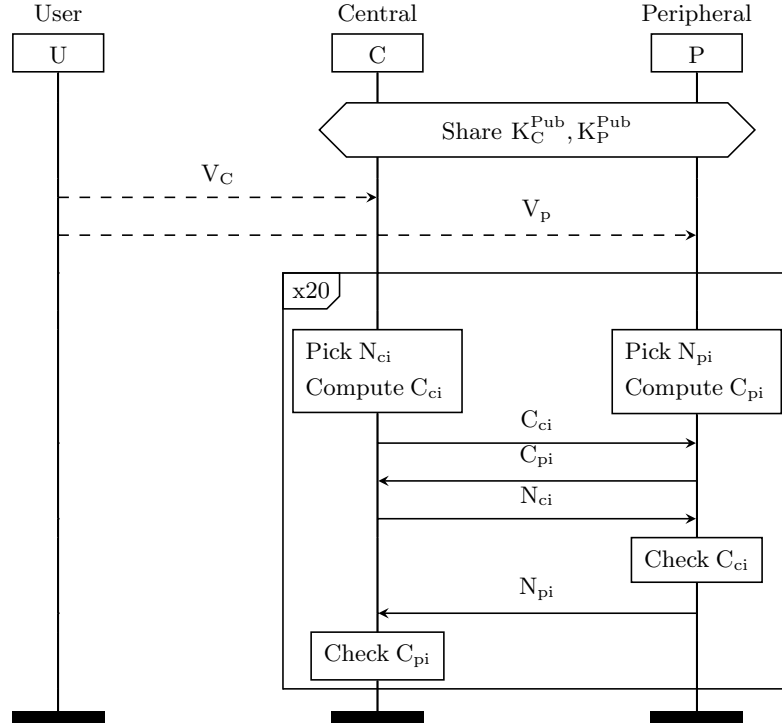 User Central Peripheral
U C P
Share K_C^Pub, K_P^Pub
V_C
V_p
x20
Pick N_ci Pick N_pi
Compute C_ci Compute C_pi
C_ci
C_pi
N_ci
Check C_ci
N_pi
Check C_pi